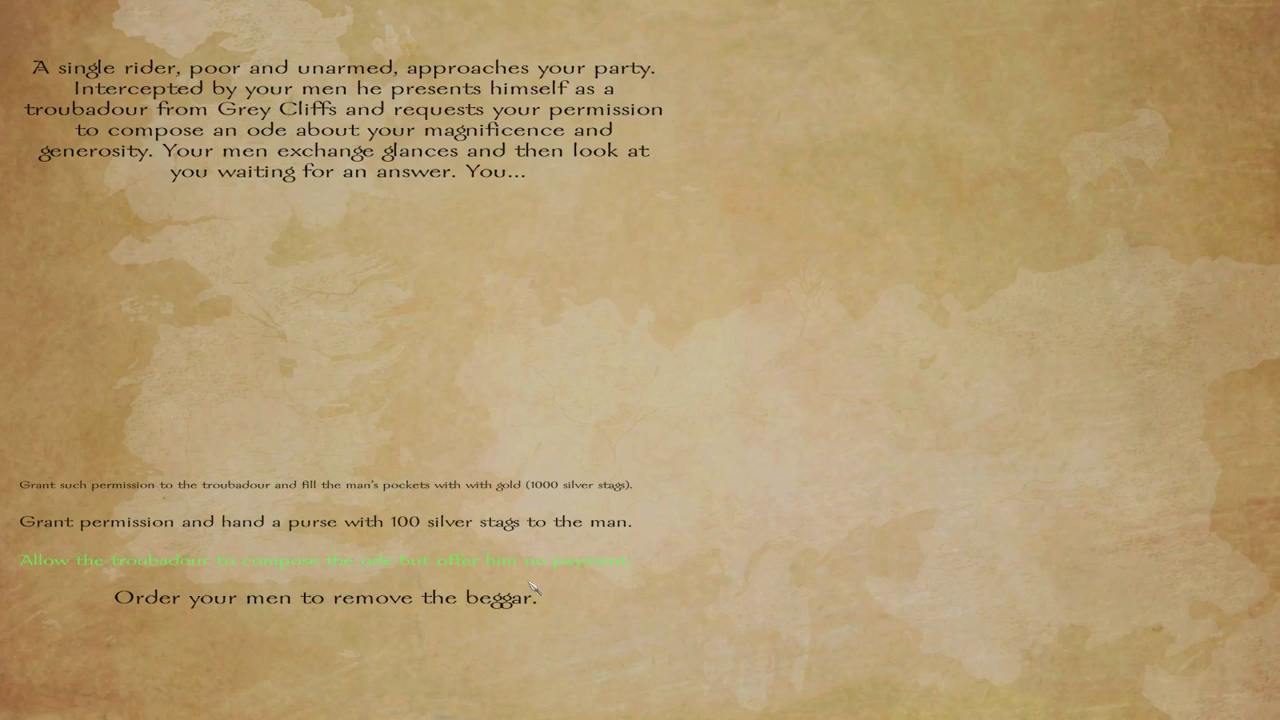 A single rider, poor and unarmed, approaches your party.
Intercepted by your men he presents himself as a
troubadour from Grey Cliffs and requests your permission
to compose an ode about your magnificence and
generosity. Your men exchange glances and then look at
you waiting for an answer. You...
Grant such permission to the troubadour and fill the man's pockets with with gold (1000 silver stags).
Grant permission and hand a purse with 100 silver stags to the man.
Allow the troubadour to compose the ode but offer him no payment.
Order your men to remove the beggar.